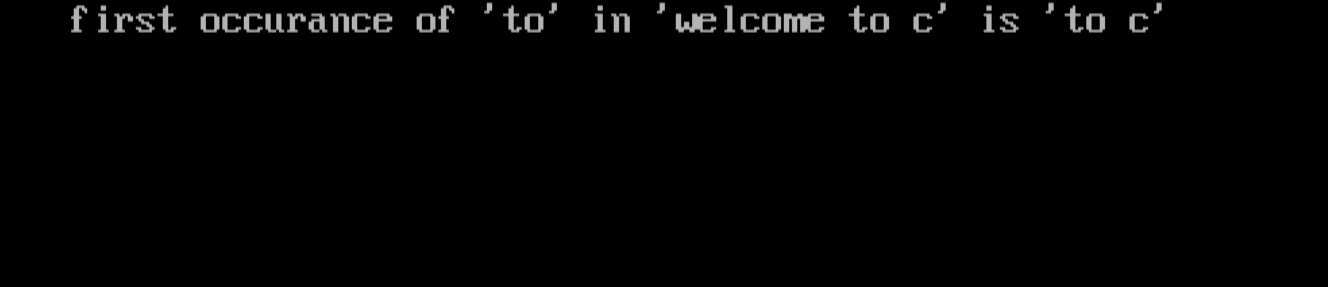 first occurance of 'to' in 'welcome to c' is 'to c'